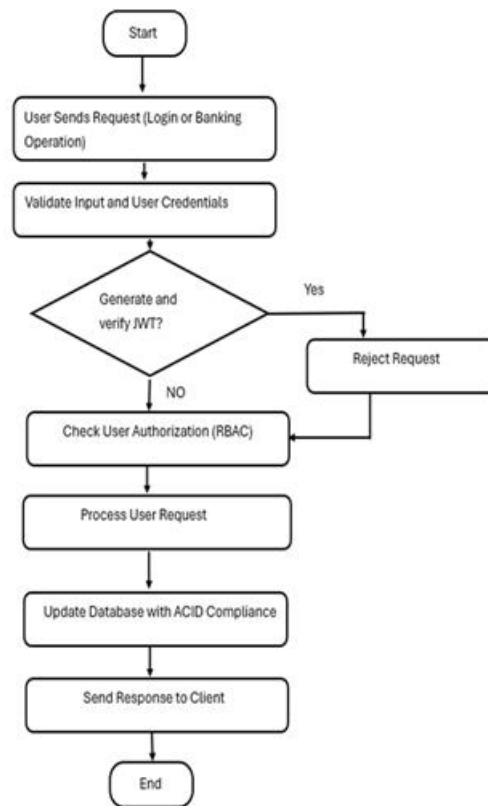 Start
User Sends Request (Login or Banking
Operation)
Validate Input and User Credentials
Generate and
verify JWT?
Yes
Reject Request
NO
Check User Authorization (RBAC)
Process User Request
Update Database with ACID Compliance
Send Response to Client
End